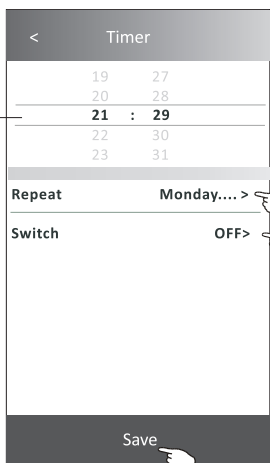 < Timer
19 27
20 28
21 : 29
22 30
23 31
Repeat Monday.... >
Switch OFF>
Save